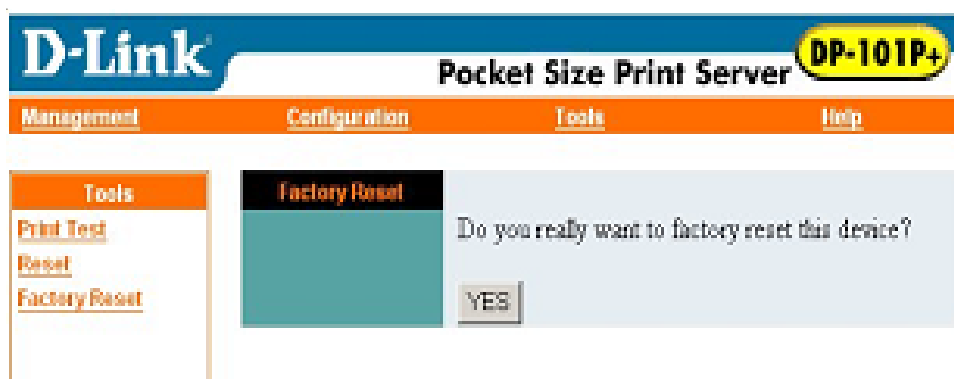 D-Link
Pocket Size Print Server DP-101P+
Management Configuration Tools Help
Tools
Print Test
Reset
Factory Reset
Factory Reset
Do you really want to factory reset this device?
YES